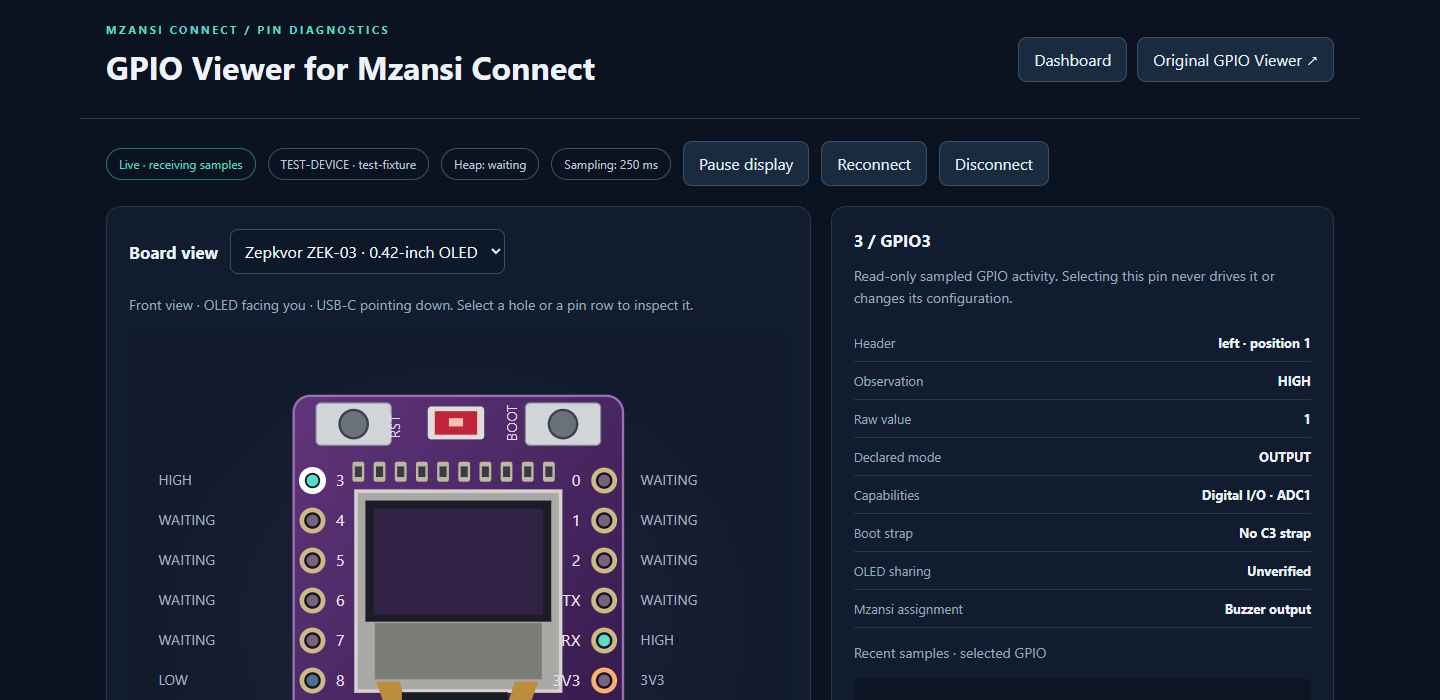 MZANSI CONNECT / PIN DIAGNOSTICS
GPIO Viewer for Mzansi Connect
Dashboard
Original GPIO Viewer ↗
Live · receiving samples
TEST-DEVICE · test-fixture
Heap: waiting
Sampling: 250 ms
Pause display
Reconnect
Disconnect
Board view
Zepkvor ZEK-03 · 0.42-inch OLED
Front view · OLED facing you · USB-C pointing down. Select a hole or a pin row to inspect it.
RST
BOOT
HIGH 3 0 WAITING
WAITING 4 1 WAITING
WAITING 5 2 WAITING
WAITING 6 TX WAITING
WAITING 7 RX HIGH
LOW 8 3V3 3V3
3 / GPIO3
Read-only sampled GPIO activity. Selecting this pin never drives it or
changes its configuration.
Header left · position 1
Observation HIGH
Raw value 1
Declared mode OUTPUT
Capabilities Digital I/O · ADC1
Boot strap No C3 strap
OLED sharing Unverified
Mzansi assignment Buzzer output
Recent samples · selected GPIO